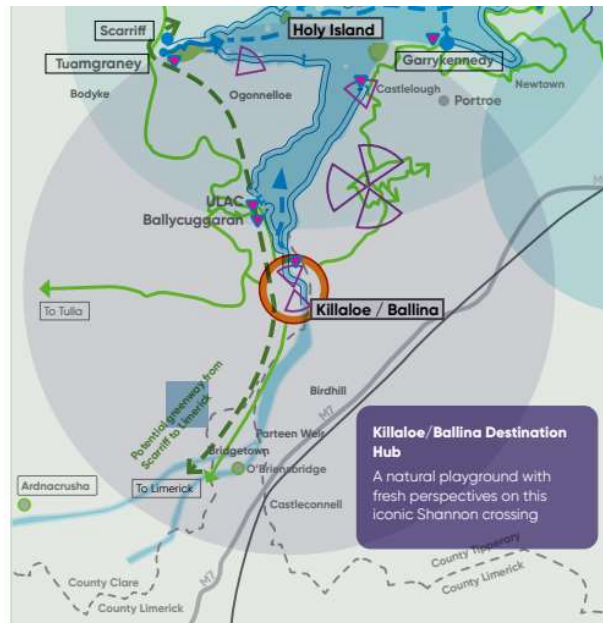 Scarriff
Holy Island
Tuamgraney
Garrykennedy
Bodyke
Ogonnelloe
Castlelough
Newtown
Portroe
ULAC
Ballycuggaran
M
To Tulla
Killaloe / Ballina
Potential greenway from
Scarriff to Limerick
Birdhill
M7
Parteen Weir
Bridgetown
O'Briensbridge
To Limerick
Ardnacrusha
Castleconnell
Killaloe/Ballina Destination
Hub
A natural playground with
fresh perspectives on this
iconic Shannon crossing
County Tipperary
County Limerick
County Clare
County Limerick
M7